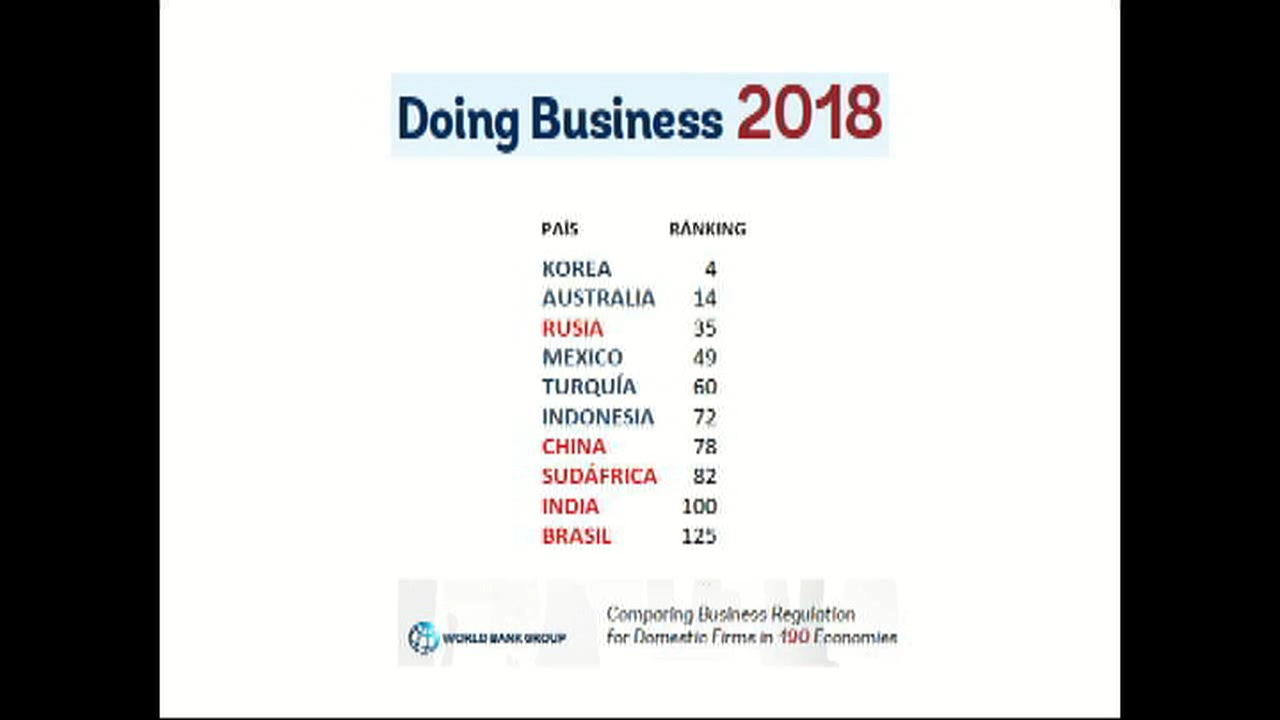 Doing Business 2018
PAÍS RÁNKING
KOREA 4
AUSTRALIA 14
RUSIA 35
MEXICO 49
TURQUÍA 60
INDONESIA 72
CHINA 78
SUDÁFRICA 82
INDIA 100
BRASIL 125
WORLD BANK GROUP
Comparing Business Regulation
for Domestic Firms in 190 Economies